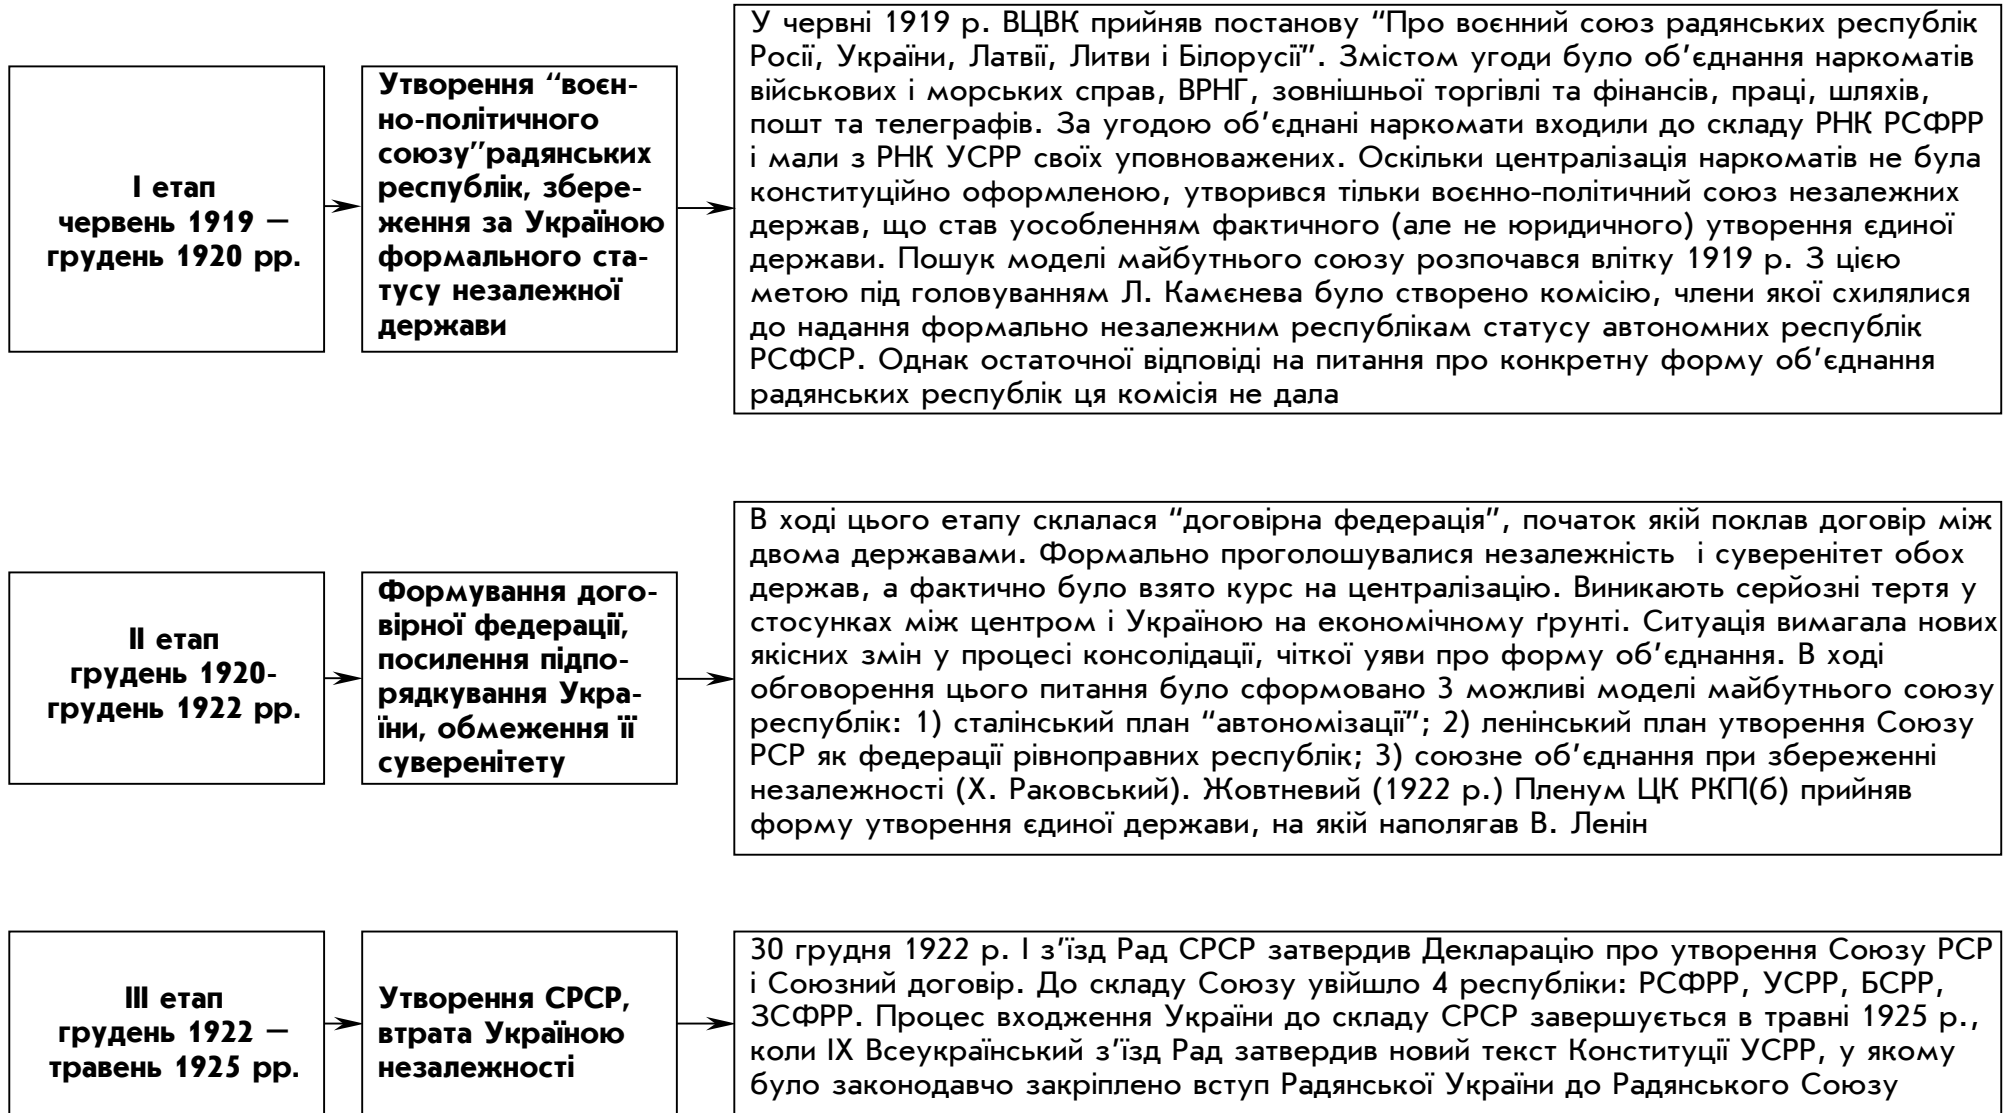 І етап
червень 1919 –
грудень 1920 рр.
Утворення “воєн-
но-політичного
союзу”радянських
республік, збере-
ження за Україною
формального ста-
тусу незалежної
держави
У червні 1919 р. ВЦВК прийняв постанову “Про воєнний союз радянських республік
Росії, України, Латвії, Литви і Білорусії”. Змістом угоди було об’єднання наркоматів
військових і морських справ, ВРНГ, зовнішньої торгівлі та фінансів, праці, шляхів,
пошт та телеграфів. За угодою об’єднані наркомати входили до складу РНК РСФРР
і мали з РНК УСРР своїх уповноважених. Оскільки централізація наркоматів не була
конституційно оформленою, утворився тільки воєнно-політичний союз незалежних
держав, що став уособленням фактичного (але не юридичного) утворення єдиної
держави. Пошук моделі майбутнього союзу розпочався влітку 1919 р. З цією
метою під головуванням Л. Камєнева було створено комісію, члени якої схилялися
до надання формально незалежним республікам статусу автономних республік
РСФСР. Однак остаточної відповіді на питання про конкретну форму об’єднання
радянських республік ця комісія не дала
ІІ етап
грудень 1920-
грудень 1922 рр.
Формування дого-
вірної федерації,
посилення підпо-
рядкування Укра-
їни, обмеження її
суверенітету
В ході цього етапу склалася “договірна федерація”, початок якій поклав договір між
двома державами. Формально проголошувалися незалежність і суверенітет обох
держав, а фактично було взято курс на централізацію. Виникають серйозні тертя у
стосунках між центром і Україною на економічному ґрунті. Ситуація вимагала нових
якісних змін у процесі консолідації, чіткої уяви про форму об’єднання. В ході
обговорення цього питання було сформовано 3 можливі моделі майбутнього союзу
республік: 1) сталінський план “автономізації”; 2) ленінський план утворення Союзу
РСР як федерації рівноправних республік; 3) союзне об’єднання при збереженні
незалежності (Х. Раковський). Жовтневий (1922 р.) Пленум ЦК РКП(б) прийняв
форму утворення єдиної держави, на якій наполягав В. Ленін
ІІІ етап
грудень 1922 –
травень 1925 рр.
Утворення СРСР,
втрата Україною
незалежності
30 грудня 1922 р. І з’їзд Рад СРСР затвердив Декларацію про утворення Союзу РСР
і Союзний договір. До складу Союзу увійшло 4 республіки: РСФРР, УСРР, БСРР,
ЗСФРР. Процес входження України до складу СРСР завершується в травні 1925 р.,
коли ІХ Всеукраїнський з’їзд Рад затвердив новий текст Конституції УСРР, у якому
було законодавчо закріплено вступ Радянської України до Радянського Союзу